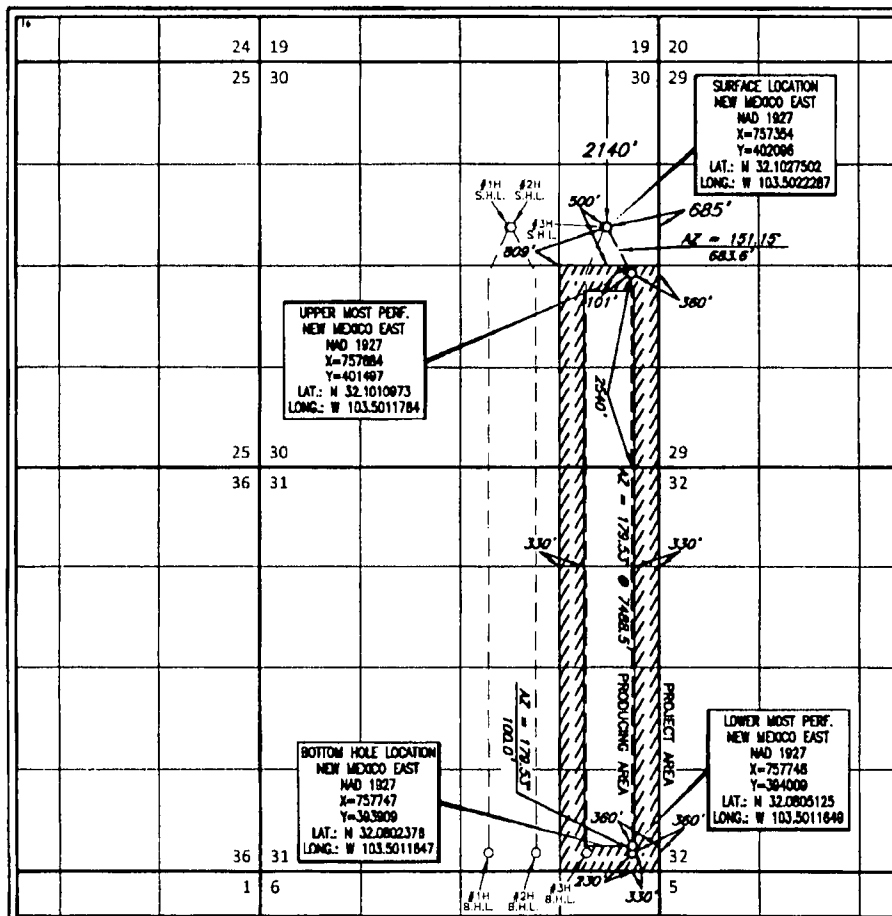 16
24 19
19 20
25 30
30 29
SURFACE LOCATION
NEW MEXICO EAST
NAD 1927
X=757354
Y=402096
LAT.: N 32.1027502
LONG.: W 103.5022287
2140'
#1H
S.H.L.
#2H
S.H.L.
#3H
S.H.L.
500'
685'
809'
AZ = 151.15°
683.6'
101'
360'
UPPER MOST PERF.
NEW MEXICO EAST
NAD 1927
X=757684
Y=401497
LAT.: N 32.1010973
LONG.: W 103.5011784
2540'
25 30
29
36 31
32
AZ = 179.53° @ 7488.5'
330'
330'
PRODUCING AREA
PROJECT AREA
AZ = 179.53°
100.0'
BOTTOM HOLE LOCATION
NEW MEXICO EAST
NAD 1927
X=757747
Y=393909
LAT.: N 32.0802378
LONG.: W 103.5011647
LOWER MOST PERF.
NEW MEXICO EAST
NAD 1927
X=757746
Y=394009
LAT.: N 32.0805125
LONG.: W 103.5011649
360'
360'
36 31
32
1 6
5
230'
330'
#1H
B.H.L.
#2H
B.H.L.
#3H
B.H.L.